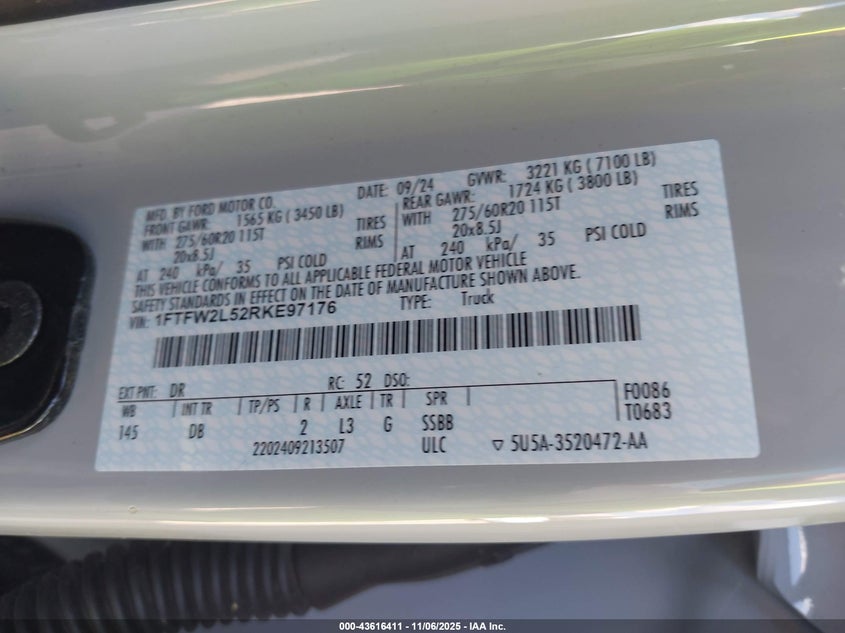 MFD. BY FORD MOTOR CO. DATE: 09/24 GVWR: 3221 KG ( 7100 LB)
FRONT GAWR: 1565 KG ( 3450 LB) REAR GAWR: 1724 KG ( 3800 LB)
WITH 275/60R20 115T TIRES WITH 275/60R20 115T TIRES
20x8.5J RIMS 20x8.5J RIMS
AT 240 kPa/ 35 PSI COLD AT 240 kPa/ 35 PSI COLD
THIS VEHICLE CONFORMS TO ALL APPLICABLE FEDERAL MOTOR VEHICLE
SAFETY STANDARDS IN EFFECT ON THE DATE OF MANUFACTURE SHOWN ABOVE.
VIN: 1FTFW2L52RKE97176 TYPE: Truck
EXT PNT: DR RC: 52 DSO:
WB INT TR TP/PS R AXLE TR SPR F0086
145 DB 2 L3 G SSBB T0683
2202409213507 ULC ▽ 5U5A-3520472-AA
000-43616411 - 11/06/2025 - IAA Inc.